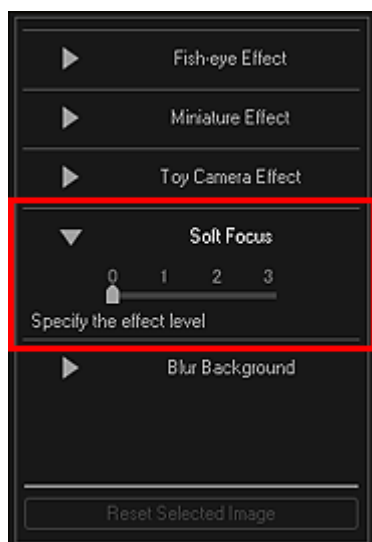 Fish-eye Effect
Miniature Effect
Toy Camera Effect
Soft Focus
0 1 2 3
Specify the effect level
Blur Background
Reset Selected Image